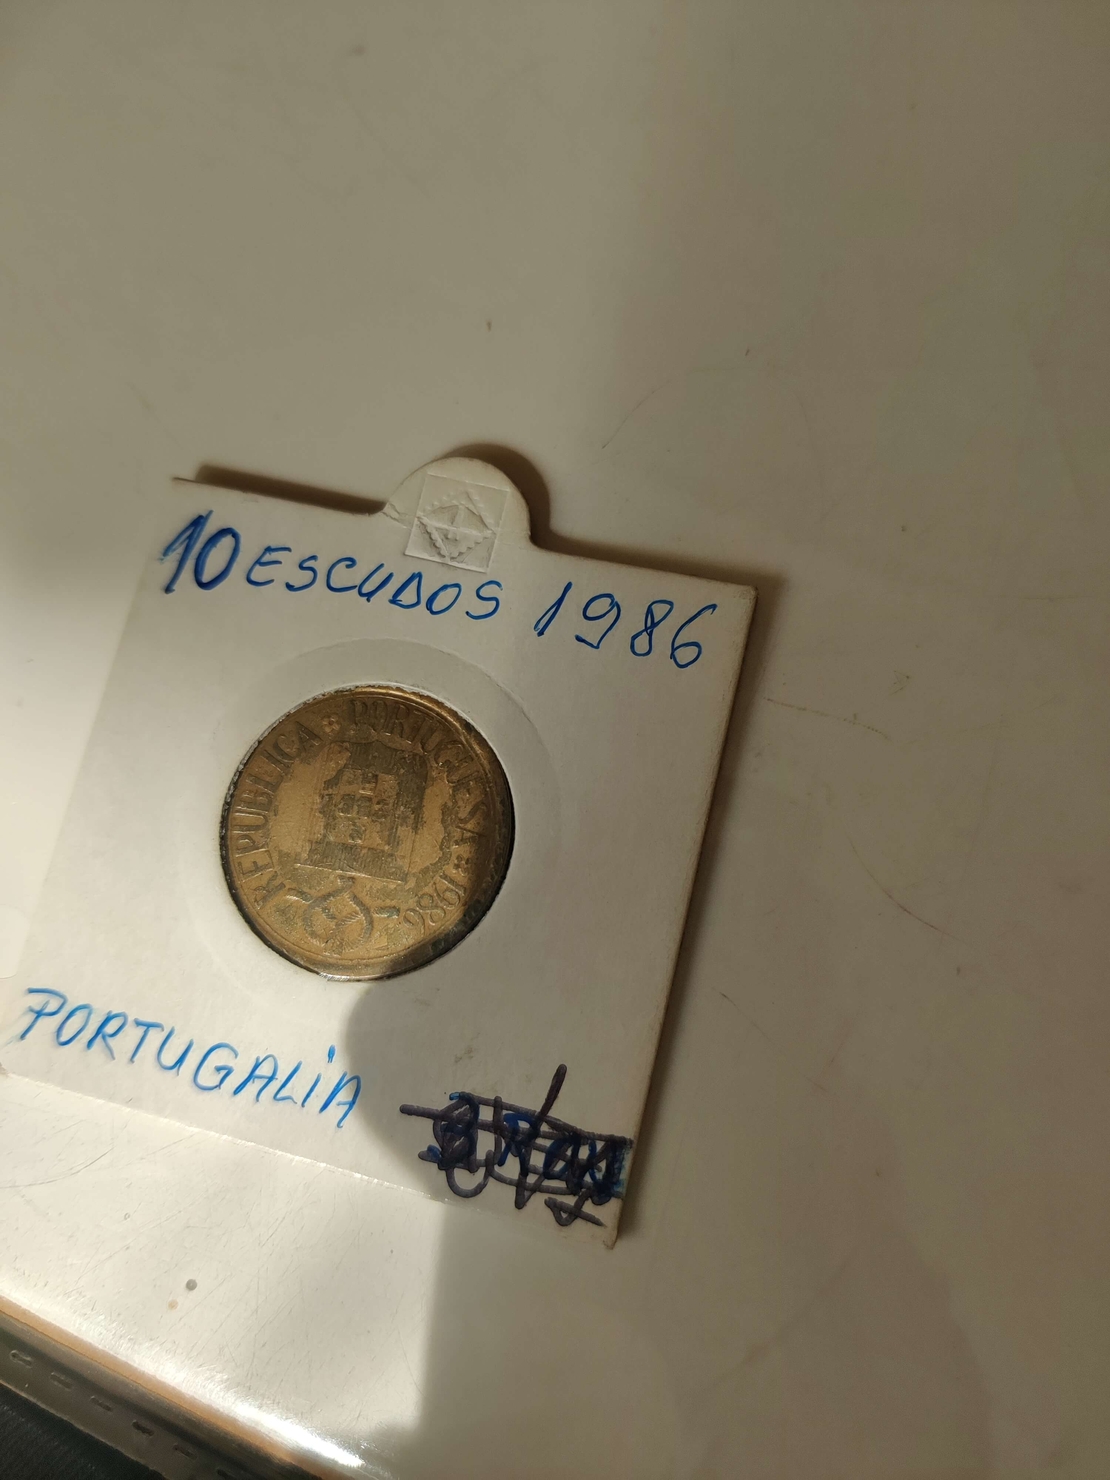 10 ESCUDOS 1986
REPUBLICA PORTUGUESA 1986
PORTUGALIA